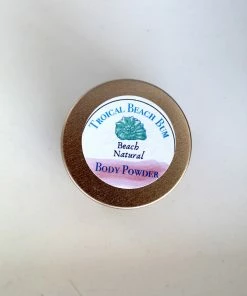 Troical Beach Bum
Beach
Natural
Body Powder